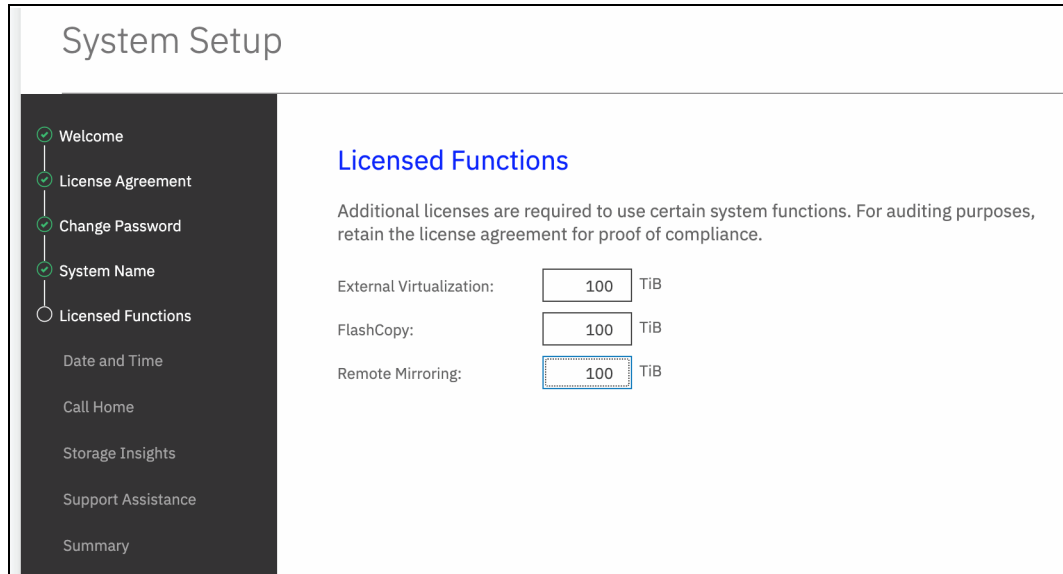 System Setup
Welcome
License Agreement
Change Password
System Name
Licensed Functions
Date and Time
Call Home
Storage Insights
Support Assistance
Summary
Licensed Functions
Additional licenses are required to use certain system functions. For auditing purposes,
retain the license agreement for proof of compliance.
External Virtualization: 100 TiB
FlashCopy: 100 TiB
Remote Mirroring: 100 TiB